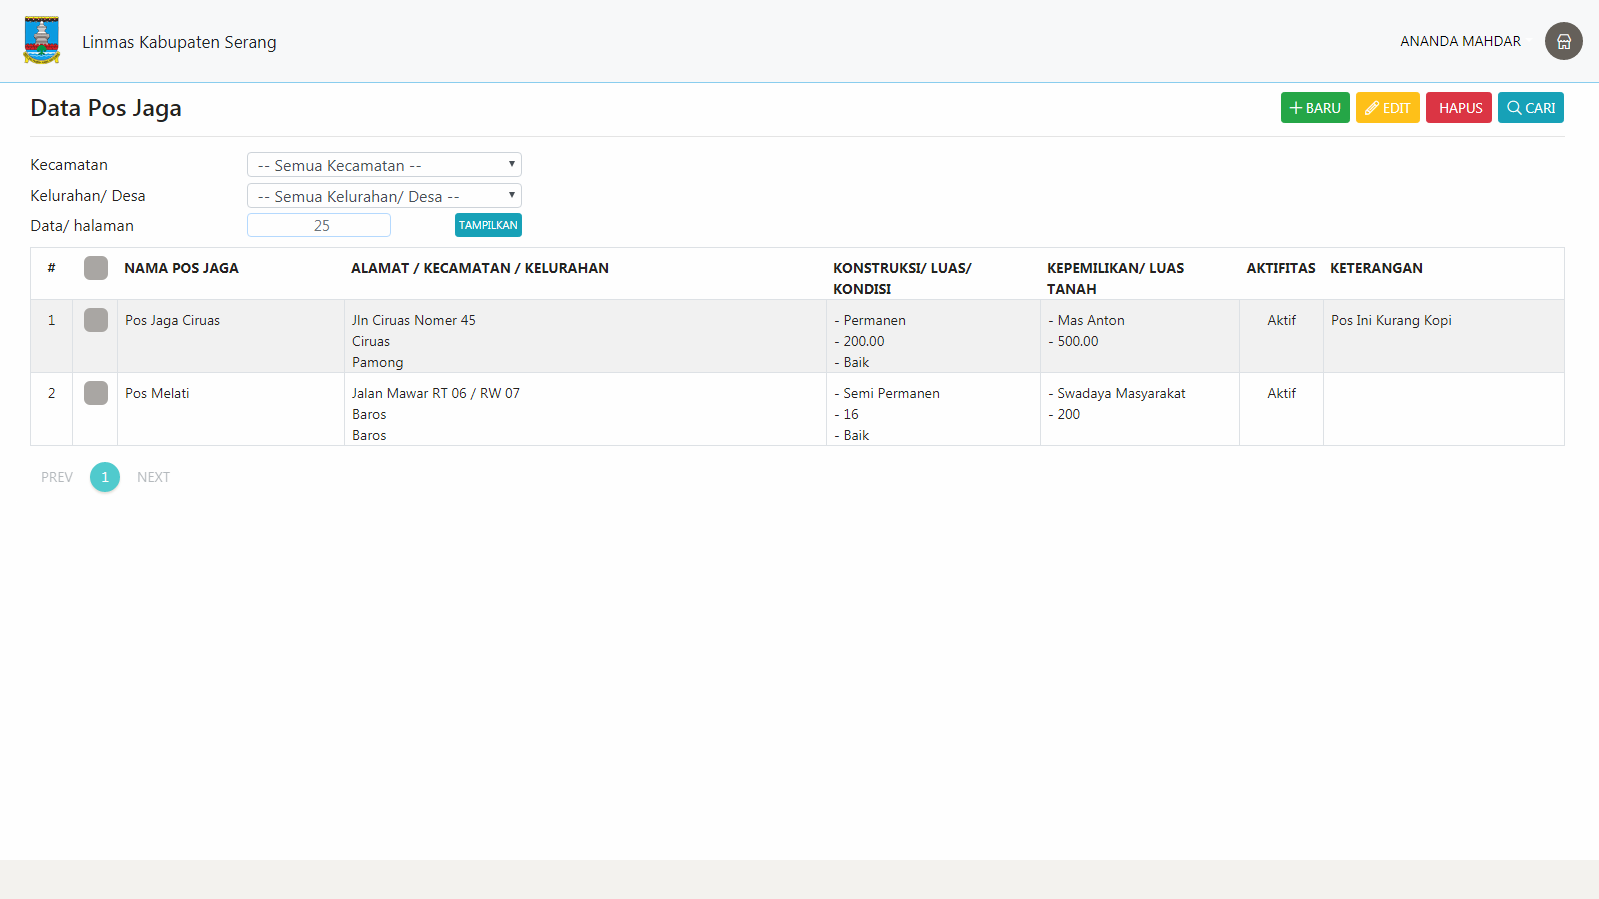 Linmas Kabupaten Serang
ANANDA MAHDAR
Data Pos Jaga
BARU
EDIT
HAPUS
CARI
Kecamatan
-- Semua Kecamatan --
Kelurahan/ Desa
-- Semua Kelurahan/ Desa --
Data/ halaman
25
TAMPILKAN
# NAMA POS JAGA ALAMAT / KECAMATAN / KELURAHAN KONSTRUKSI/ LUAS/ KEPEMILIKAN/ LUAS AKTIFITAS KETERANGAN
KONDISI TANAH
1 Pos Jaga Ciruas Jln Ciruas Nomer 45 - Permanen - Mas Anton Aktif Pos Ini Kurang Kopi
Ciruas - 200.00 - 500.00
Pamong - Baik
2 Pos Melati Jalan Mawar RT 06 / RW 07 - Semi Permanen - Swadaya Masyarakat Aktif
Baros - 16 - 200
Baros - Baik
PREV 1 NEXT